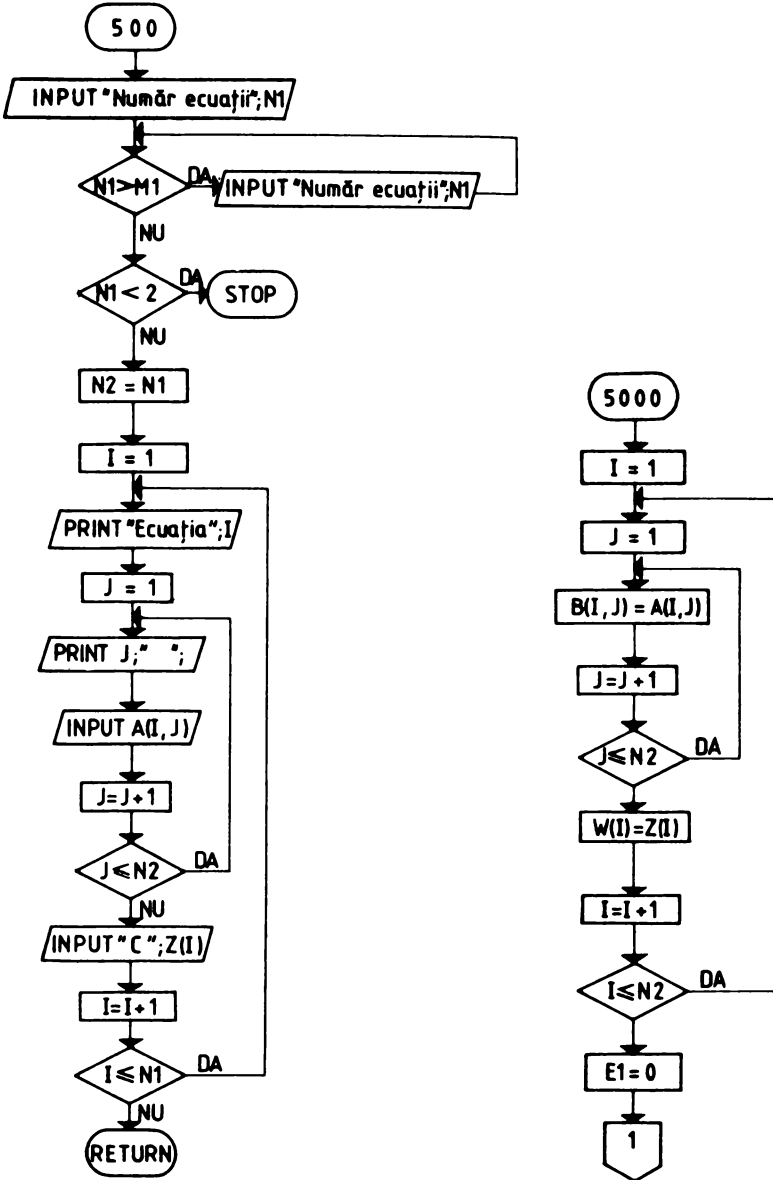 500
INPUT "Număr ecuații";N1
N1>M1
DA
INPUT "Număr ecuații";N1
NU
N1<2
DA
STOP
NU
N2 = N1
I = 1
PRINT "Ecuația";I
J = 1
PRINT J;" ";
INPUT A(I,J)
J=J+1
J≤N2
DA
NU
INPUT "C";Z(I)
I=I+1
I≤N1
DA
NU
RETURN
5000
I = 1
J = 1
B(I,J) = A(I,J)
J=J+1
J≤N2
DA
W(I)=Z(I)
I=I+1
I≤N2
DA
E1=0
1